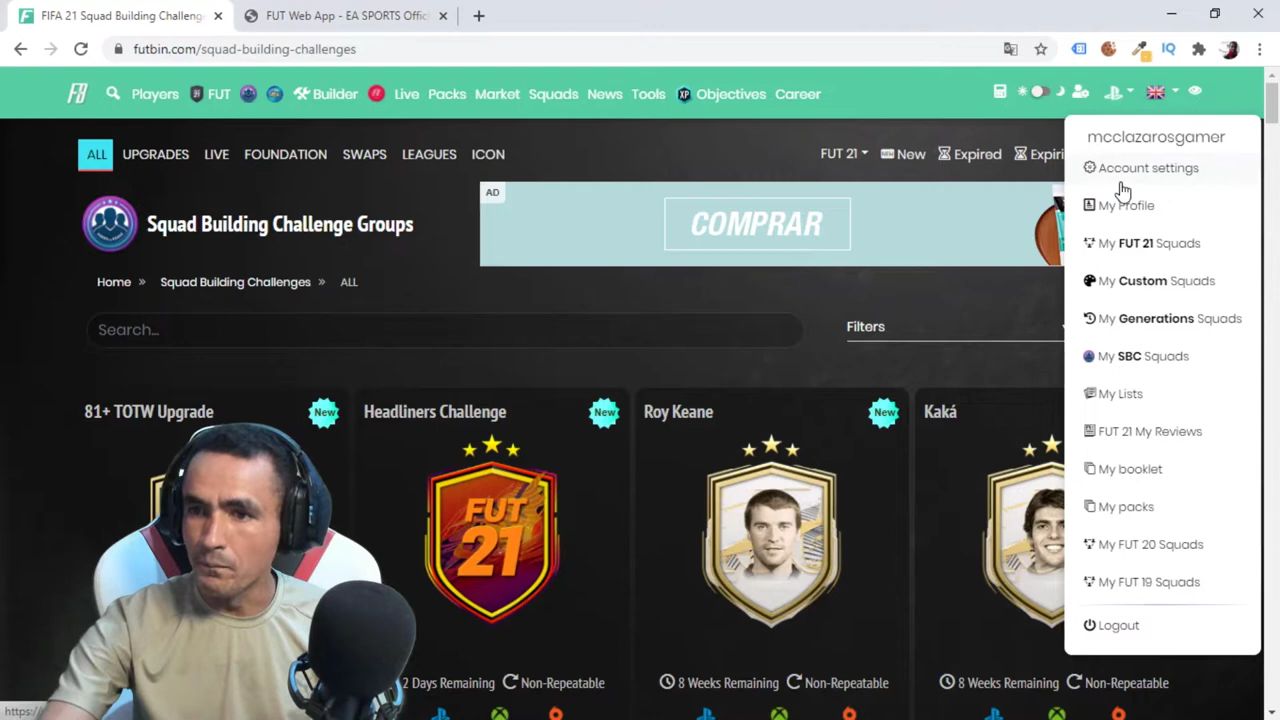 FIFA 21 Squad Building Challeng
FUT Web App - EA SPORTS Offici
futbin.com/squad-building-challenges
IQ
F8 Players FUT Builder Live Packs Market Squads News Tools XP Objectives Career
ALL UPGRADES LIVE FOUNDATION SWAPS LEAGUES ICON
FUT 21 NEW New Expired Expiri
Squad Building Challenge Groups
AD
COMPRAR
Home » Squad Building Challenges » ALL
Search...
Filters
81+ TOTW Upgrade New
Headliners Challenge New
Roy Keane New
Kaká
FUT
21
2 Days Remaining Non-Repeatable
8 Weeks Remaining Non-Repeatable
8 Weeks Remaining Non-Repeatable
mcclazarosgamer
Account settings
My Profile
My FUT 21 Squads
My Custom Squads
My Generations Squads
My SBC Squads
My Lists
FUT 21 My Reviews
My booklet
My packs
My FUT 20 Squads
My FUT 19 Squads
Logout
https://